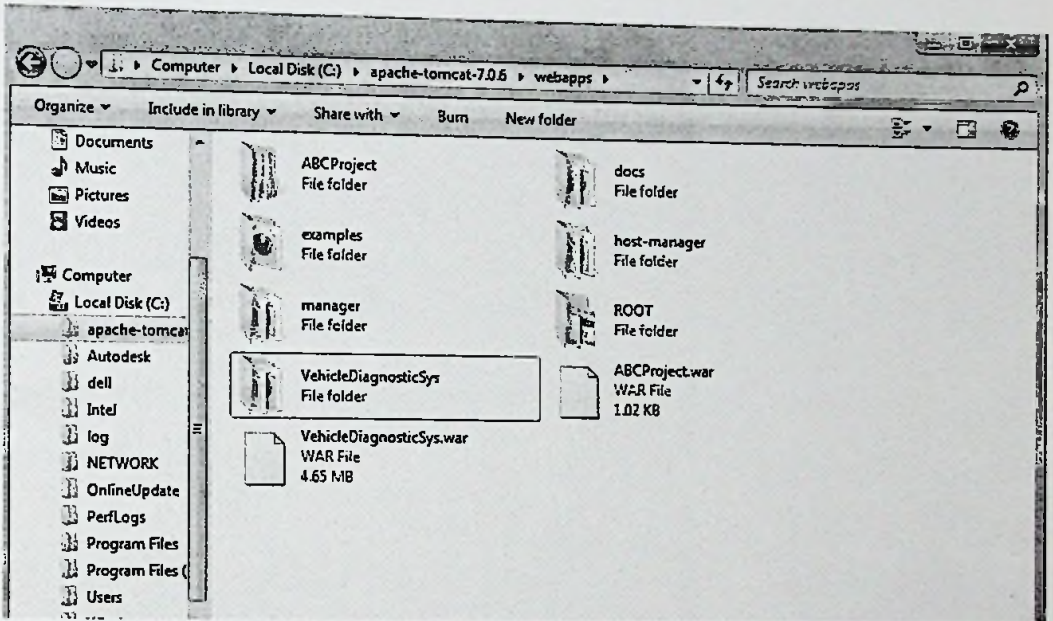 Computer ▸ Local Disk (C:) ▸ apache-tomcat-7.0.6 ▸ webapps ▸
Search webapps
Organize Include in library Share with Burn New folder
Documents
Music
Pictures
Videos
Computer
Local Disk (C:)
apache-tomcat
Autodesk
dell
Intel
log
NETWORK
OnlineUpdate
PerfLogs
Program Files
Program Files (
Users
ABCProject
File folder
docs
File folder
examples
File folder
host-manager
File folder
manager
File folder
ROOT
File folder
VehicleDiagnosticSys
File folder
ABCProject.war
WAR File
1.02 KB
VehicleDiagnosticSys.war
WAR File
4.65 MB